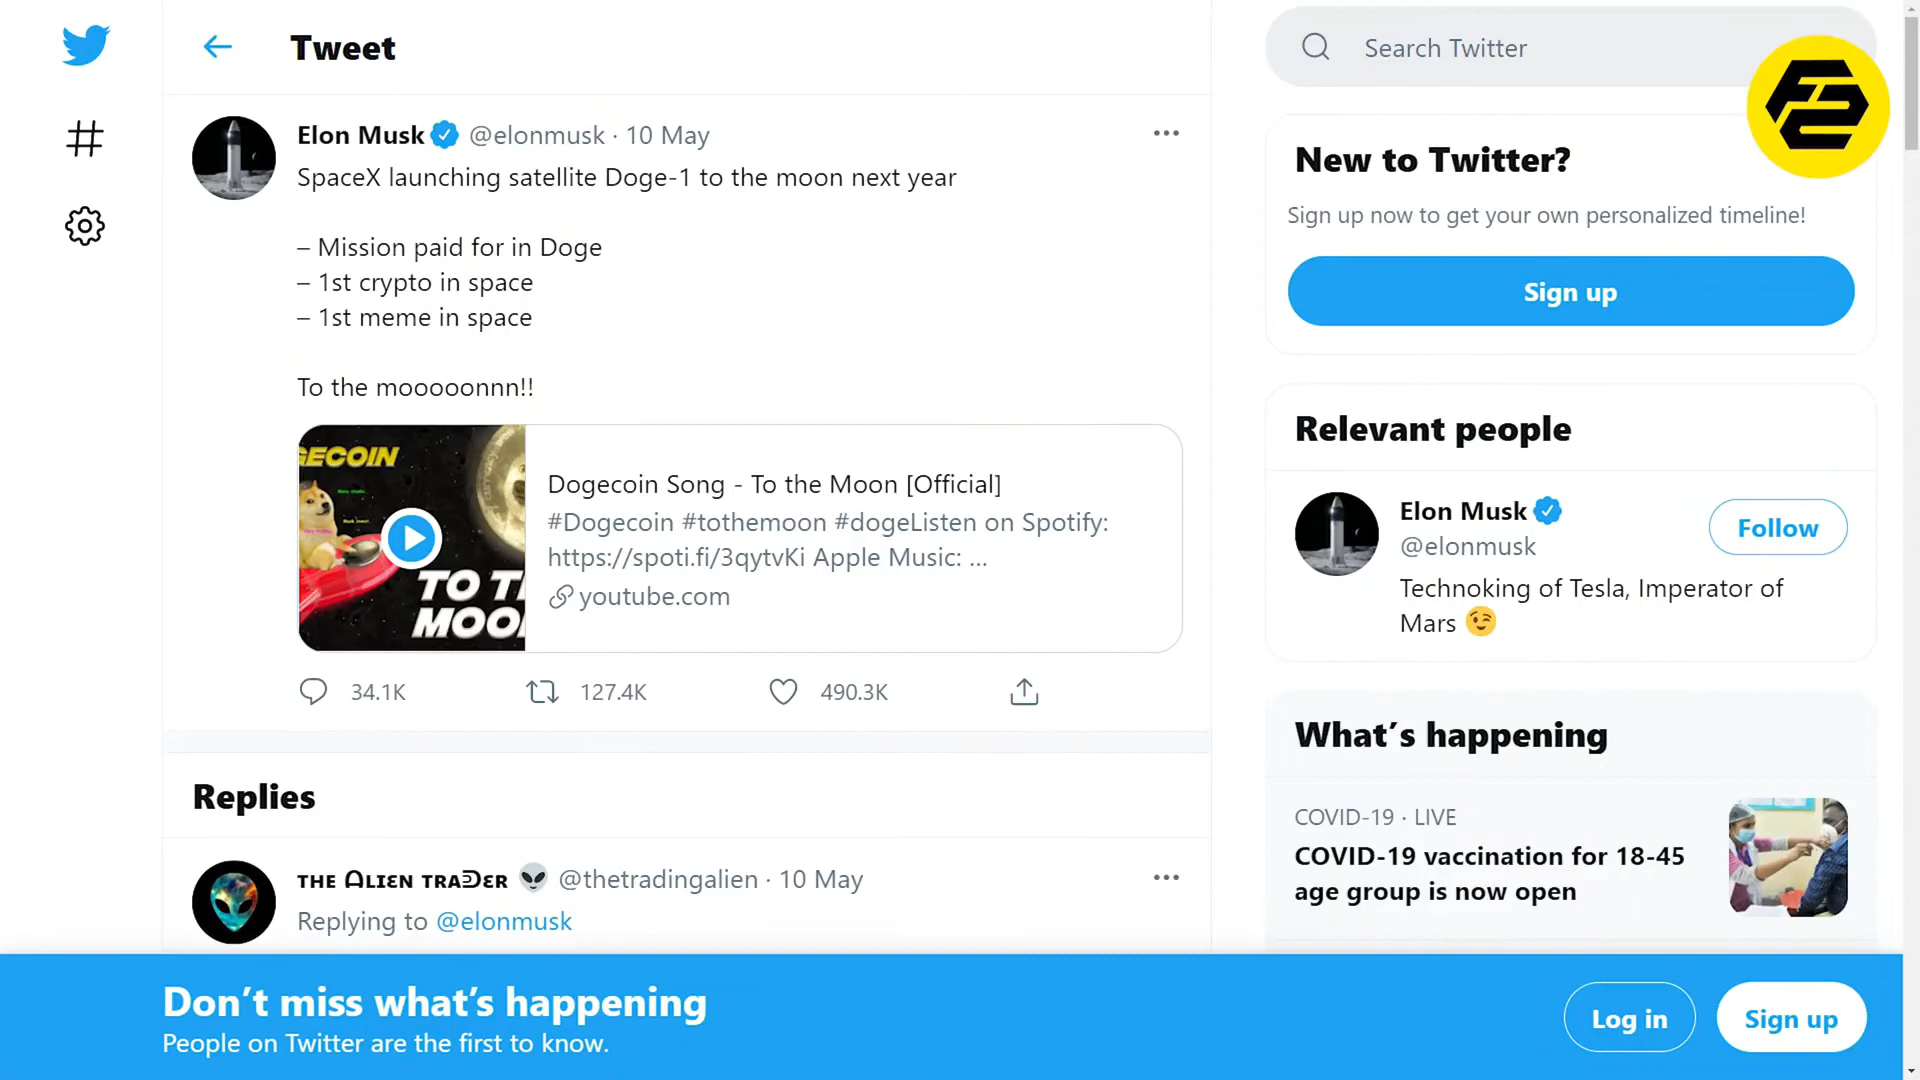 Tweet
Search Twitter
Elon Musk @elonmusk · 10 May
SpaceX launching satellite Doge-1 to the moon next year
– Mission paid for in Doge
– 1st crypto in space
– 1st meme in space
To the mooooonnn!!
GECOIN
TO T
MOO
Dogecoin Song - To the Moon [Official]
#Dogecoin #tothemoon #dogeListen on Spotify:
https://spoti.fi/3qytvKi Apple Music: ...
youtube.com
34.1K 127.4K 490.3K
Replies
THE ALIEN TRADER @thetradingalien · 10 May
Replying to @elonmusk
New to Twitter?
Sign up now to get your own personalized timeline!
Sign up
Relevant people
Elon Musk
@elonmusk
Follow
Technoking of Tesla, Imperator of
Mars 😉
What's happening
COVID-19 · LIVE
COVID-19 vaccination for 18-45
age group is now open
Don't miss what's happening
People on Twitter are the first to know.
Log in
Sign up